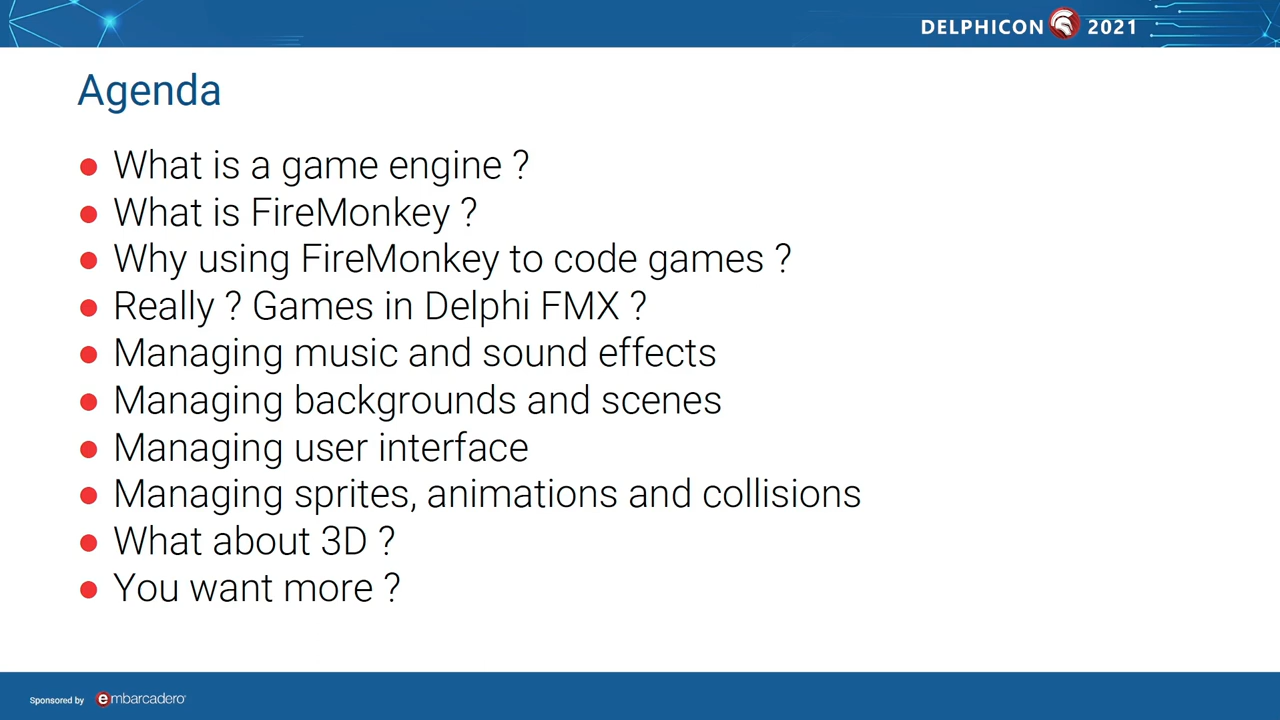 DELPHICON 2021
Agenda
What is a game engine ?
What is FireMonkey ?
Why using FireMonkey to code games ?
Really ? Games in Delphi FMX ?
Managing music and sound effects
Managing backgrounds and scenes
Managing user interface
Managing sprites, animations and collisions
What about 3D ?
You want more ?
Sponsored by embarcadero